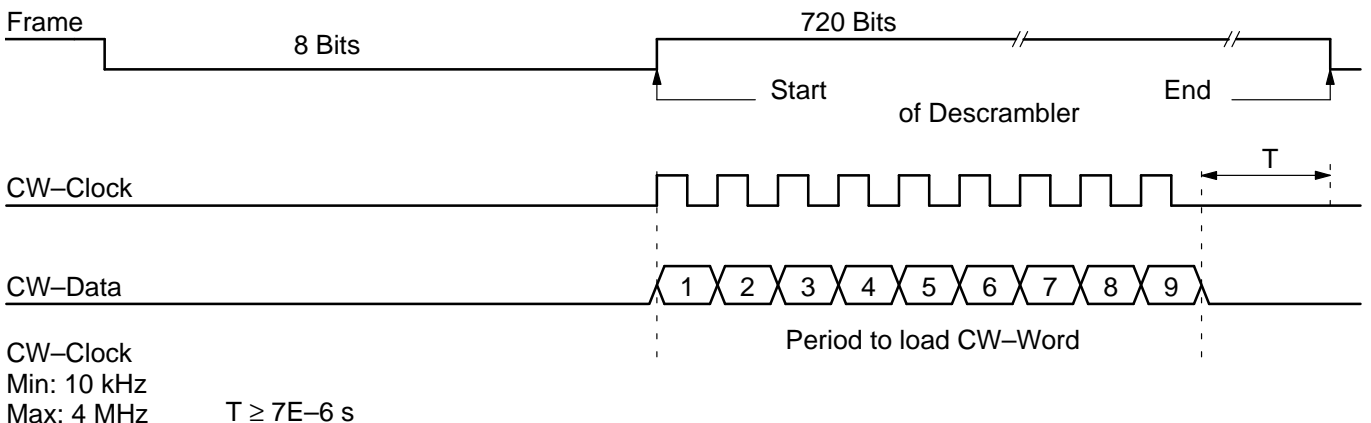 Frame
8 Bits
720 Bits
Start
End
of Descrambler
T
CW–Clock
CW–Data
1 2 3 4 5 6 7 8 9
Period to load CW–Word
CW–Clock
Min: 10 kHz
Max: 4 MHz T ≥ 7E–6 s